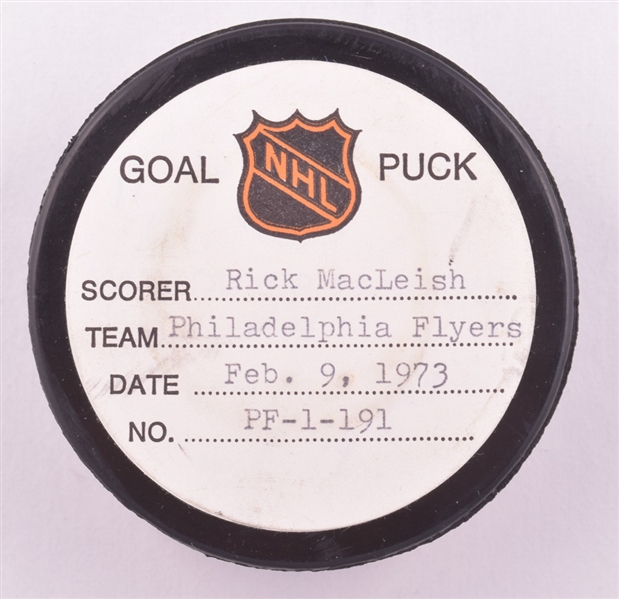 NHL
GOAL PUCK
SCORER Rick MacLeish
TEAM Philadelphia Flyers
DATE Feb. 9, 1973
NO. PF-1-191